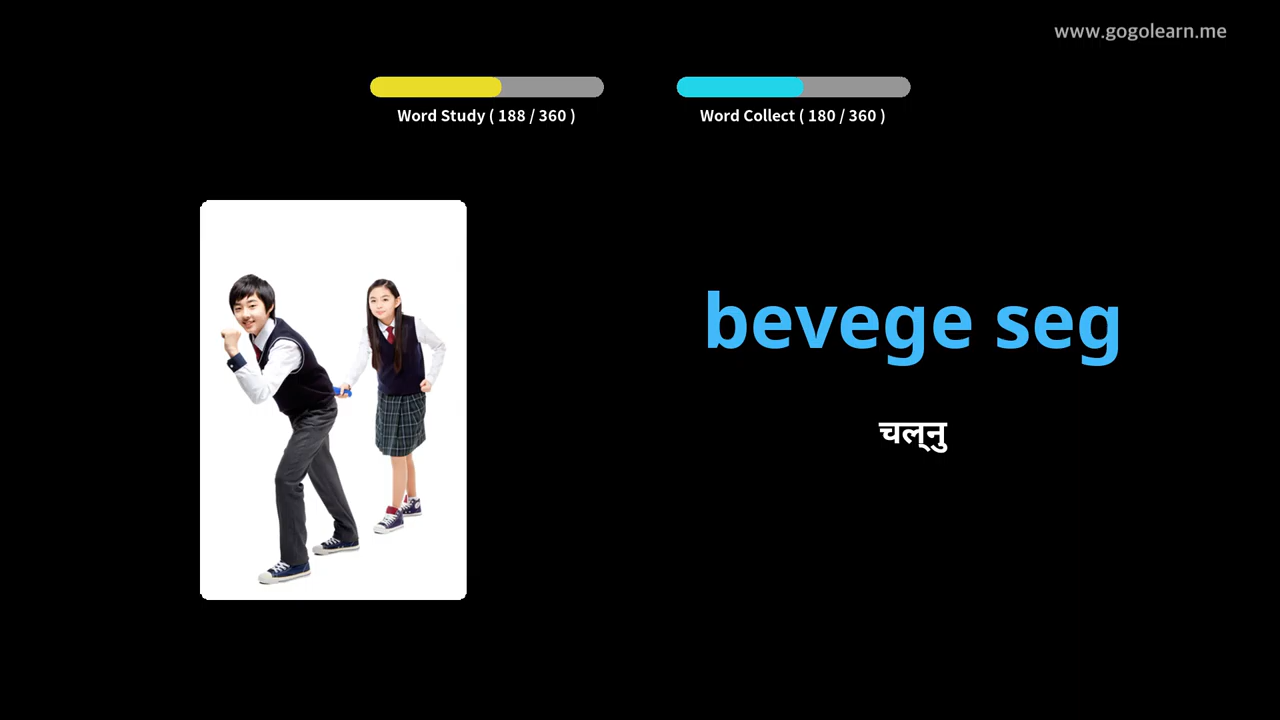 www.gogolearn.me
Word Study ( 188 / 360 )
Word Collect ( 180 / 360 )
bevege seg
चल्‌नु